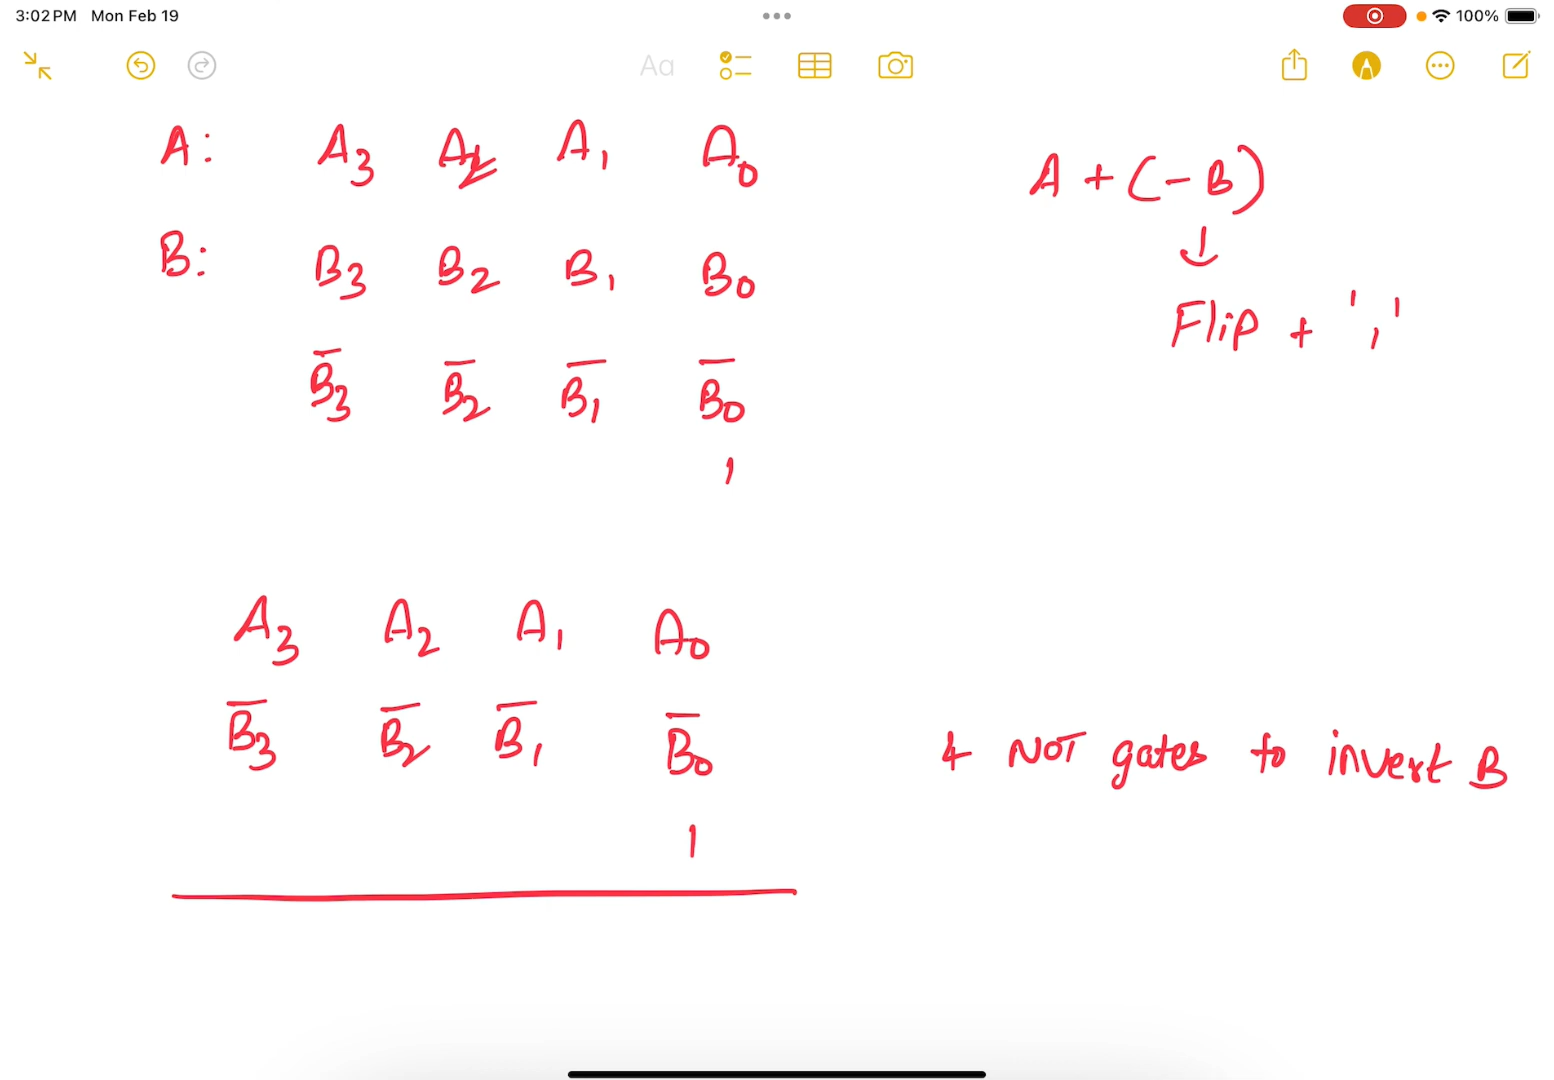 3:02 PM Mon Feb 19
100%
Aa
A: A₃ A₂ A₁ A₀
A + (-B)
B: B₃ B₂ B₁ B₀
Flip + '1'
B̅₃ B̅₂ B̅₁ B̅₀
1
A₃ A₂ A₁ A₀
B̅₃ B̅₂ B̅₁ B̅₀
4 NOT gates to invert B
1